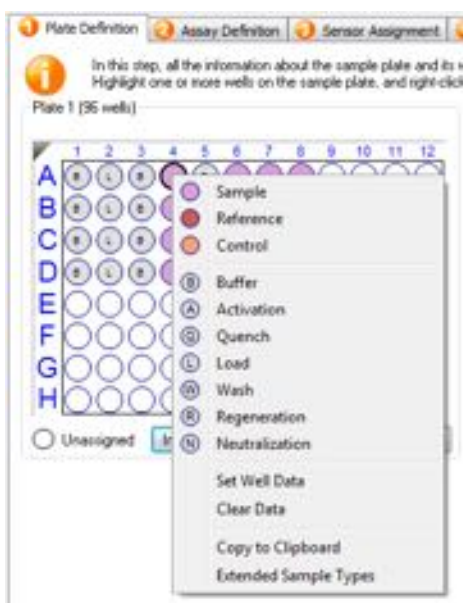 1 Plate Definition 2 Assay Definition 3 Sensor Assignment
In this step, all the information about the sample plate and its
Highlight one or more wells on the sample plate, and right-click
Plate 1 (96 wells)
1 2 3 4 5 6 7 8 9 10 11 12
A B L B
B B L B
C B L B
D B L B
E
F
G
H
Sample
Reference
Control
B Buffer
A Activation
Q Quench
L Load
W Wash
R Regeneration
N Neutralization
Unassigned
Set Well Data
Clear Data
Copy to Clipboard
Extended Sample Types